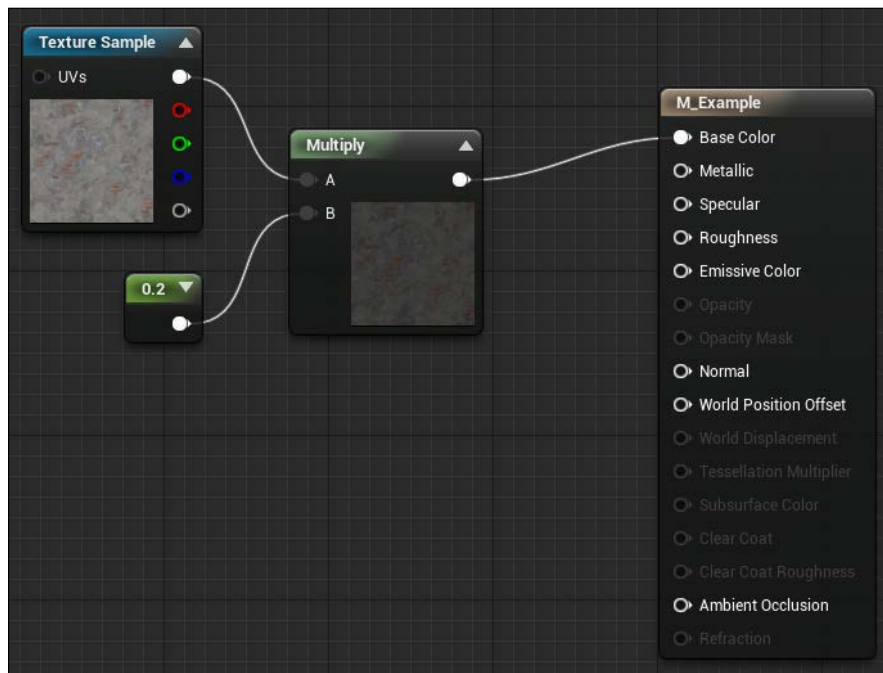 Texture Sample
UVs
0.2
Multiply
A
B
M_Example
Base Color
Metallic
Specular
Roughness
Emissive Color
Opacity
Opacity Mask
Normal
World Position Offset
World Displacement
Tessellation Multiplier
Subsurface Color
Clear Coat
Clear Coat Roughness
Ambient Occlusion
Refraction